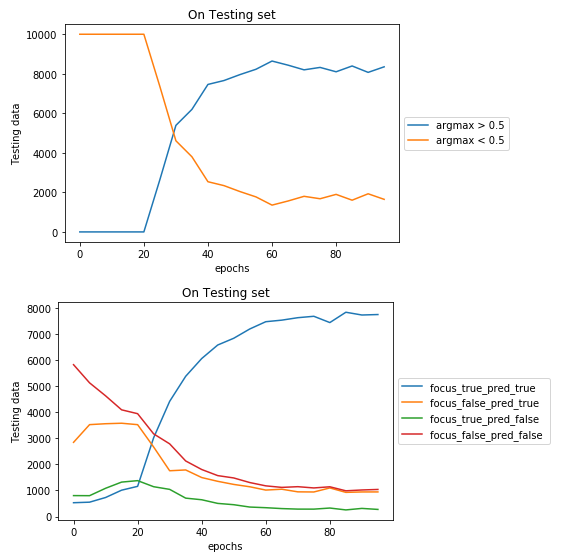 On Testing set
10000
8000
6000
4000
2000
0
Testing data
0 20 40 60 80
epochs
argmax > 0.5
argmax < 0.5
On Testing set
8000
7000
6000
5000
4000
3000
2000
1000
0
Testing data
0 20 40 60 80
epochs
focus_true_pred_true
focus_false_pred_true
focus_true_pred_false
focus_false_pred_false